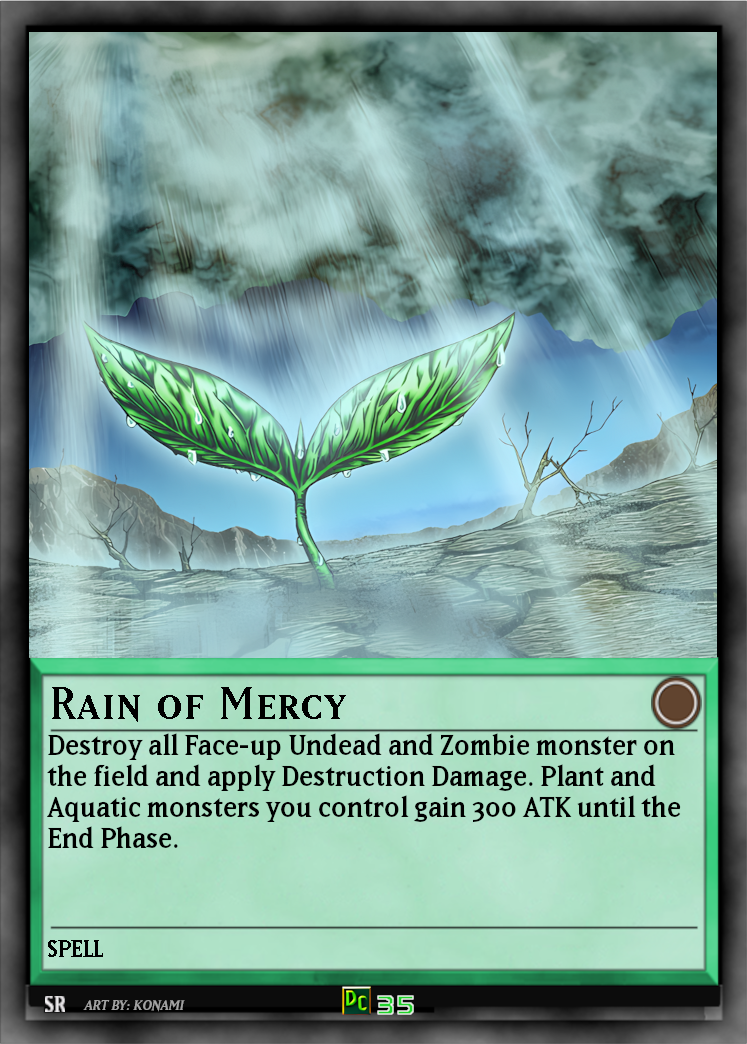 Rain of Mercy
Destroy all Face-up Undead and Zombie monster on
the field and apply Destruction Damage. Plant and
Aquatic monsters you control gain 300 ATK until the
End Phase.
SPELL
SR ART BY: KONAMI DC 35